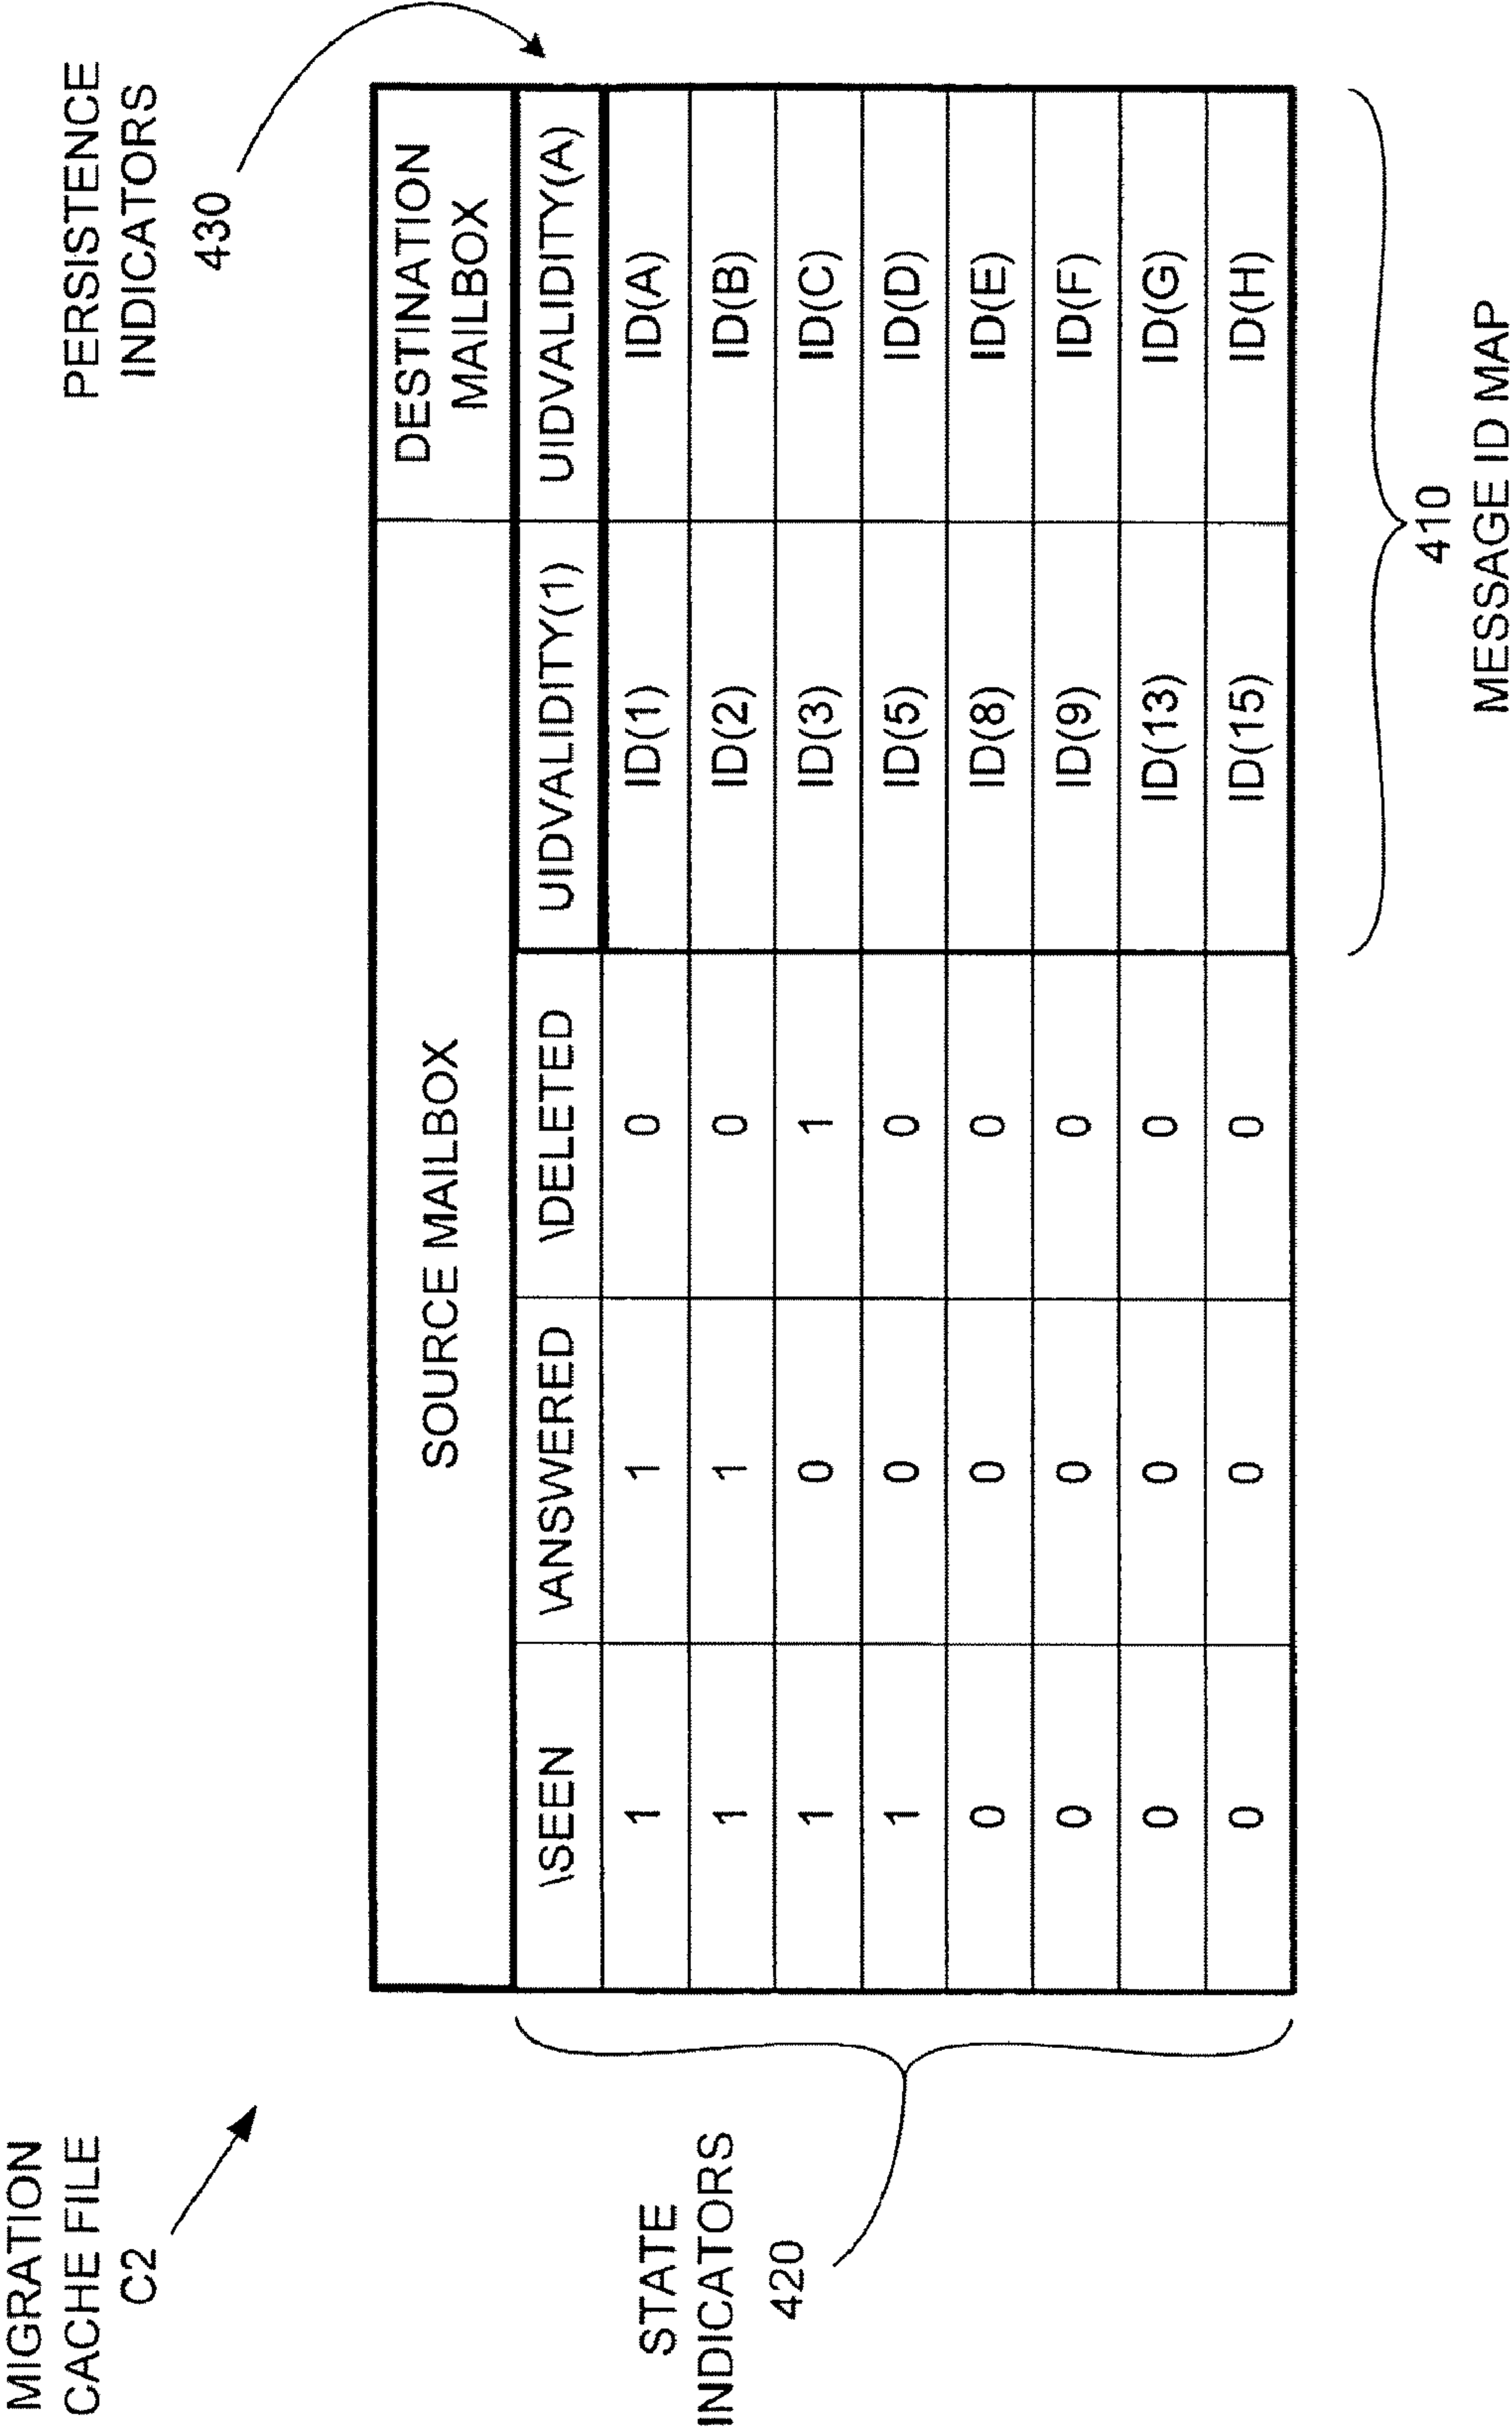 MIGRATION
CACHE FILE
C2
PERSISTENCE
INDICATORS
430
SOURCE MAILBOX
DESTINATION
MAILBOX
\SEEN \ANSWERED \DELETED UIDVALIDITY(1) UIDVALIDITY(A)
1 1 0 ID(1) ID(A)
1 1 0 ID(2) ID(B)
1 0 1 ID(3) ID(C)
1 0 0 ID(5) ID(D)
0 0 0 ID(8) ID(E)
0 0 0 ID(9) ID(F)
0 0 0 ID(13) ID(G)
0 0 0 ID(15) ID(H)
STATE
INDICATORS
420
410
MESSAGE ID MAP